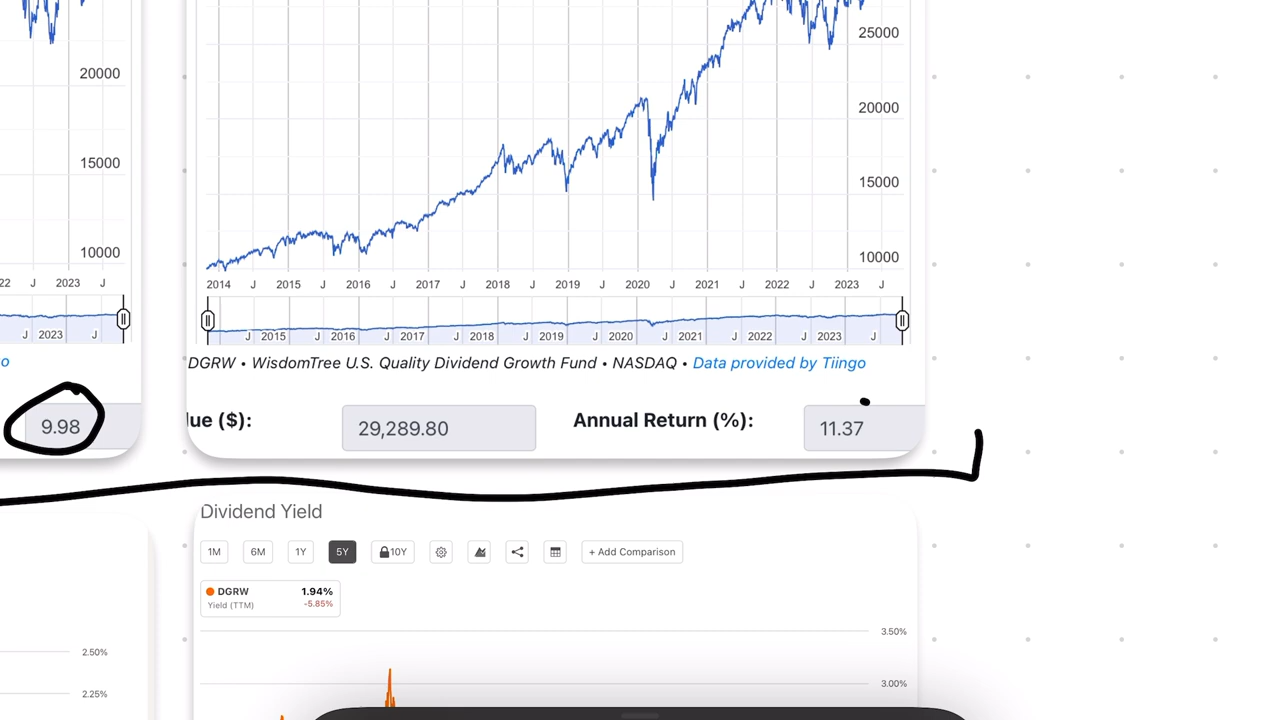 20000
15000
10000
22 J 2023 J
J 2023 J
o
9.98
25000
20000
15000
10000
2014 J 2015 J 2016 J 2017 J 2018 J 2019 J 2020 J 2021 J 2022 J 2023 J
J 2015 J 2016 J 2017 J 2018 J 2019 J 2020 J 2021 J 2022 J 2023 J
DGRW • WisdomTree U.S. Quality Dividend Growth Fund • NASDAQ • Data provided by Tiingo
lue ($): 29,289.80 Annual Return (%): 11.37
Dividend Yield
1M 6M 1Y 5Y 10Y + Add Comparison
DGRW 1.94%
Yield (TTM) -5.85%
3.50%
3.00%
2.50%
2.25%